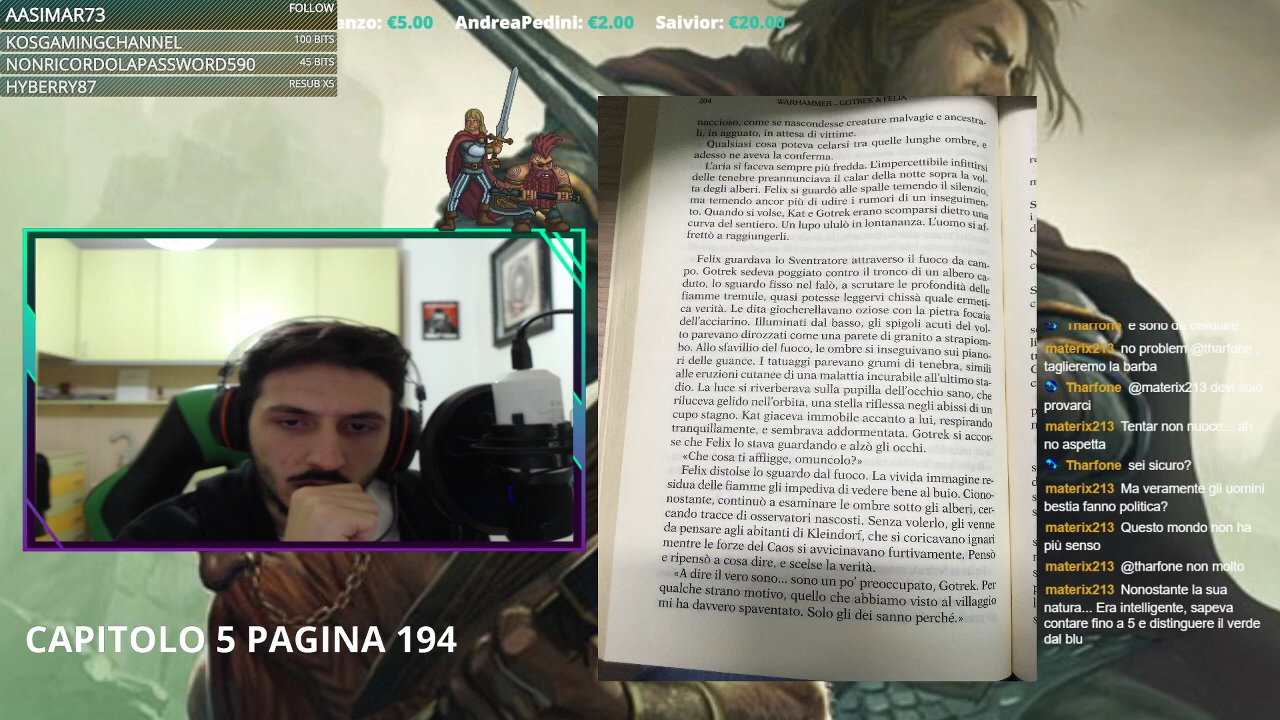 AASIMAR73 FOLLOW
KOSGAMINGCHANNEL 100 BITS
NONRICORDOLAPASSWORD590 45 BITS
HYBERRY87 RESUB X5
enzo: €5.00 AndreaPedini: €2.00 Saivior: €20.00
204 WARHAMMER – GOTREK & FELIX
naccioso, come se nascondesse creature malvagie e ancestra-
li, in agguato, in attesa di vittime.
Qualsiasi cosa poteva celarsi tra quelle lunghe ombre, e
adesso ne aveva la conferma.
L'aria si faceva sempre più fredda. L'impercettibile infittirsi
delle tenebre preannunciava il calar della notte sopra la vol-
ta degli alberi. Felix si guardò alle spalle temendo il silenzio,
ma temendo ancor più di udire i rumori di un inseguimen-
to. Quando si volse, Kat e Gotrek erano scomparsi dietro una
curva del sentiero. Un lupo ululò in lontananza. L'uomo si af-
frettò a raggiungerli.
Felix guardava lo Sventratore attraverso il fuoco da cam-
po. Gotrek sedeva poggiato contro il tronco di un albero ca-
duto, lo sguardo fisso nel falò, a scrutare le profondità delle
fiamme tremule, quasi potesse leggervi chissà quale ermeti-
ca verità. Le dita giocherellavano oziose con la pietra focaia
dell'acciarino. Illuminati dal basso, gli spigoli acuti del vol-
to parevano dirozzati come una parete di granito a strapiom-
bo. Allo sfavillo del fuoco, le ombre si inseguivano sui piano-
ri delle guance. I tatuaggi parevano grumi di tenebra, simili
alle eruzioni cutanee di una malattia incurabile all'ultimo sta-
dio. La luce si riverberava sulla pupilla dell'occhio sano, che
riluceva gelido nell'orbita, una stella riflessa negli abissi di un
cupo stagno. Kat giaceva immobile accanto a lui, respirando
tranquillamente, e sembrava addormentata. Gotrek si accor-
se che Felix lo stava guardando e alzò gli occhi.
«Che cosa ti affligge, omuncolo?»
Felix distolse lo sguardo dal fuoco. La vivida immagine re-
sidua delle fiamme gli impediva di vedere bene al buio. Ciono-
nostante, continuò a esaminare le ombre sotto gli alberi, cer-
cando tracce di osservatori nascosti. Senza volerlo, gli venne
da pensare agli abitanti di Kleindorf, che si coricavano ignari
mentre le forze del Caos si avvicinavano furtivamente. Pensò
e ripensò a cosa dire, e scelse la verità.
«A dire il vero sono... sono un po' preoccupato, Gotrek. Per
qualche strano motivo, quello che abbiamo visto al villaggio
mi ha davvero spaventato. Solo gli dei sanno perché.»
Tharfone e sono da cellulare
materix213 no problem @tharfone ,
taglieremo la barba
Tharfone @materix213 devi solo
provarci
materix213 Tentar non nuoce... ah
no aspetta
Tharfone sei sicuro?
materix213 Ma veramente gli uomini
bestia fanno politica?
materix213 Questo mondo non ha
più senso
materix213 @tharfone non molto
materix213 Nonostante la sua
natura... Era intelligente, sapeva
contare fino a 5 e distinguere il verde
dal blu
CAPITOLO 5 PAGINA 194